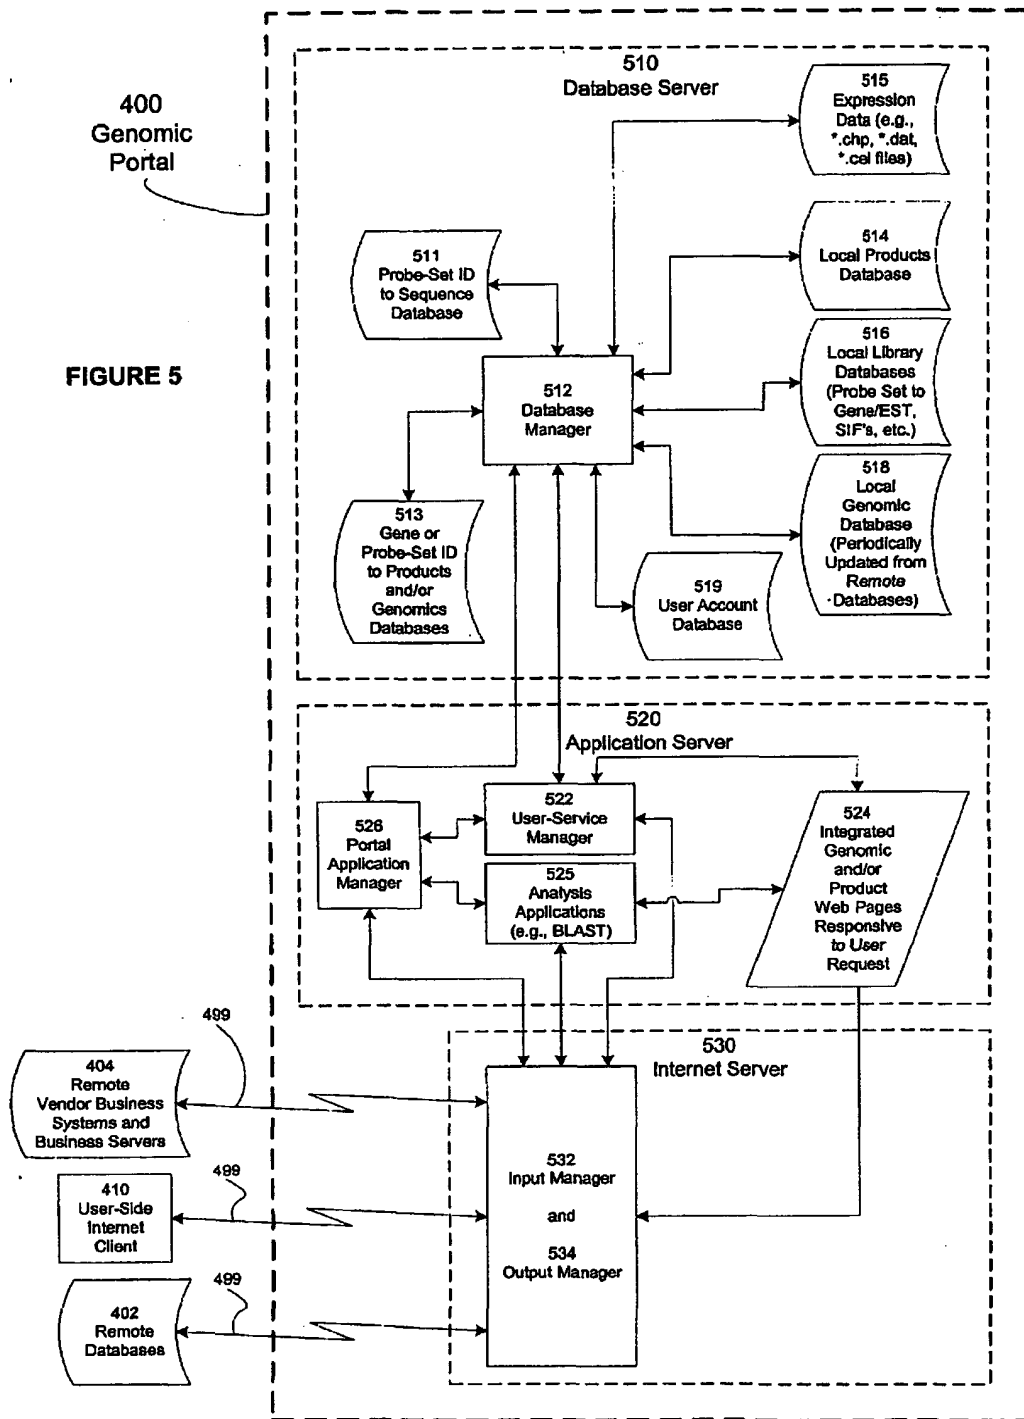 400
Genomic
Portal
510
Database Server
515
Expression
Data (e.g.,
*.chp, *.dat,
*.cel files)
511
Probe-Set ID
to Sequence
Database
514
Local Products
Database
FIGURE 5
512
Database
Manager
516
Local Library
Databases
(Probe Set to
Gene/EST,
SIF's, etc.)
513
Gene or
Probe-Set ID
to Products
and/or
Genomics
Databases
518
Local
Genomic
Database
(Periodically
Updated from
Remote
Databases)
519
User Account
Database
520
Application Server
526
Portal
Application
Manager
522
User-Service
Manager
525
Analysis
Applications
(e.g., BLAST)
524
Integrated
Genomic
and/or
Product
Web Pages
Responsive
to User
Request
530
Internet Server
499
404
Remote
Vendor Business
Systems and
Business Servers
499
410
User-Side
Internet
Client
499
402
Remote
Databases
532
Input Manager
and
534
Output Manager